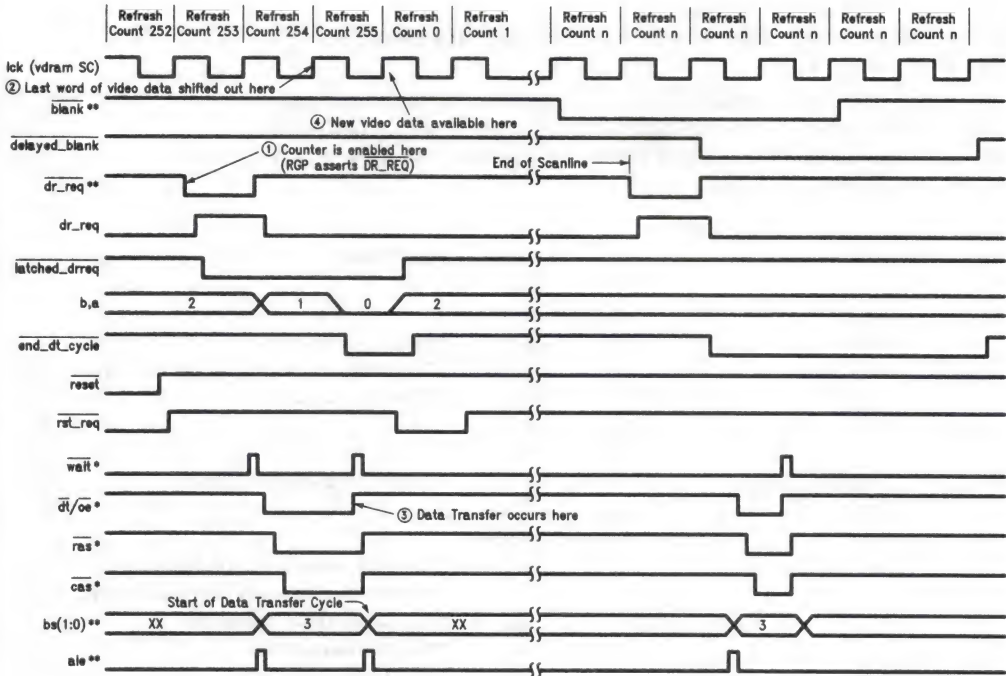 Refresh Refresh Refresh Refresh Refresh Refresh Refresh Refresh Refresh Refresh Refresh Refresh
Count 252 Count 253 Count 254 Count 255 Count 0 Count 1 Count n Count n Count n Count n Count n Count n
lck (vdram SC)
② Last word of video data shifted out here
blank **
④ New video data available here
delayed_blank
① Counter is enabled here
(RGP asserts DR_REQ)
End of Scanline
dr_req **
dr_req
latched_drreq
b,a 2 1 0 2
end_dt_cycle
reset
rst_req
wait *
dt/oe *
③ Data Transfer occurs here
ras *
cas *
Start of Data Transfer Cycle
bs(1:0) ** XX 3 XX 3
ale **